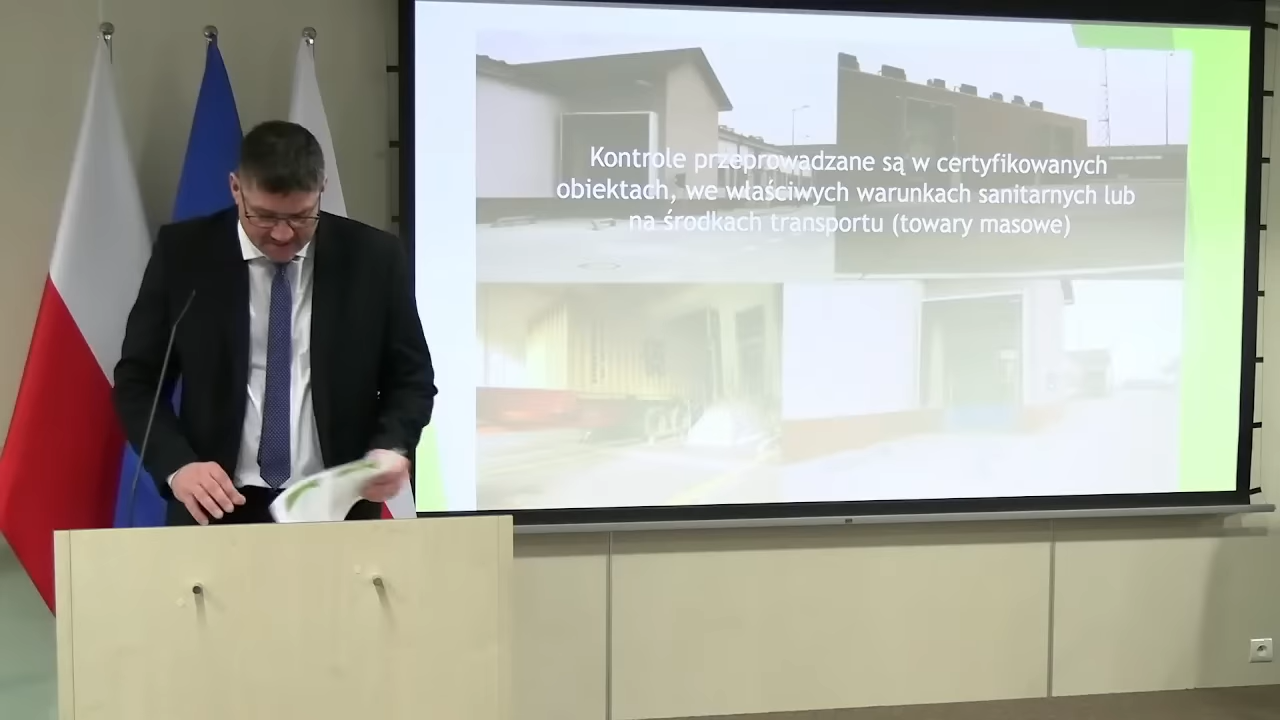 Kontrole przeprowadzane są w certyfikowanych
obiektach, we właściwych warunkach sanitarnych lub
na środkach transportu (towary masowe)